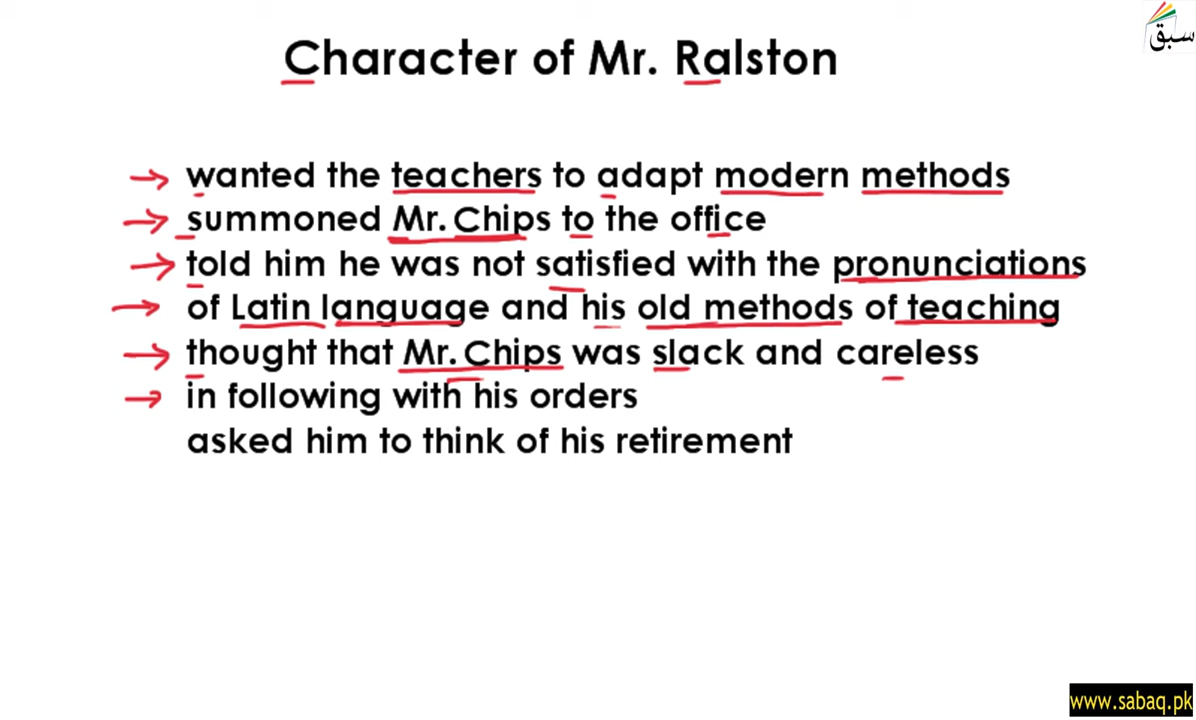 سبق
Character of Mr. Ralston
wanted the teachers to adapt modern methods
summoned Mr. Chips to the office
told him he was not satisfied with the pronunciations
of Latin language and his old methods of teaching
thought that Mr. Chips was slack and careless
in following with his orders
asked him to think of his retirement
www.sabaq.pk